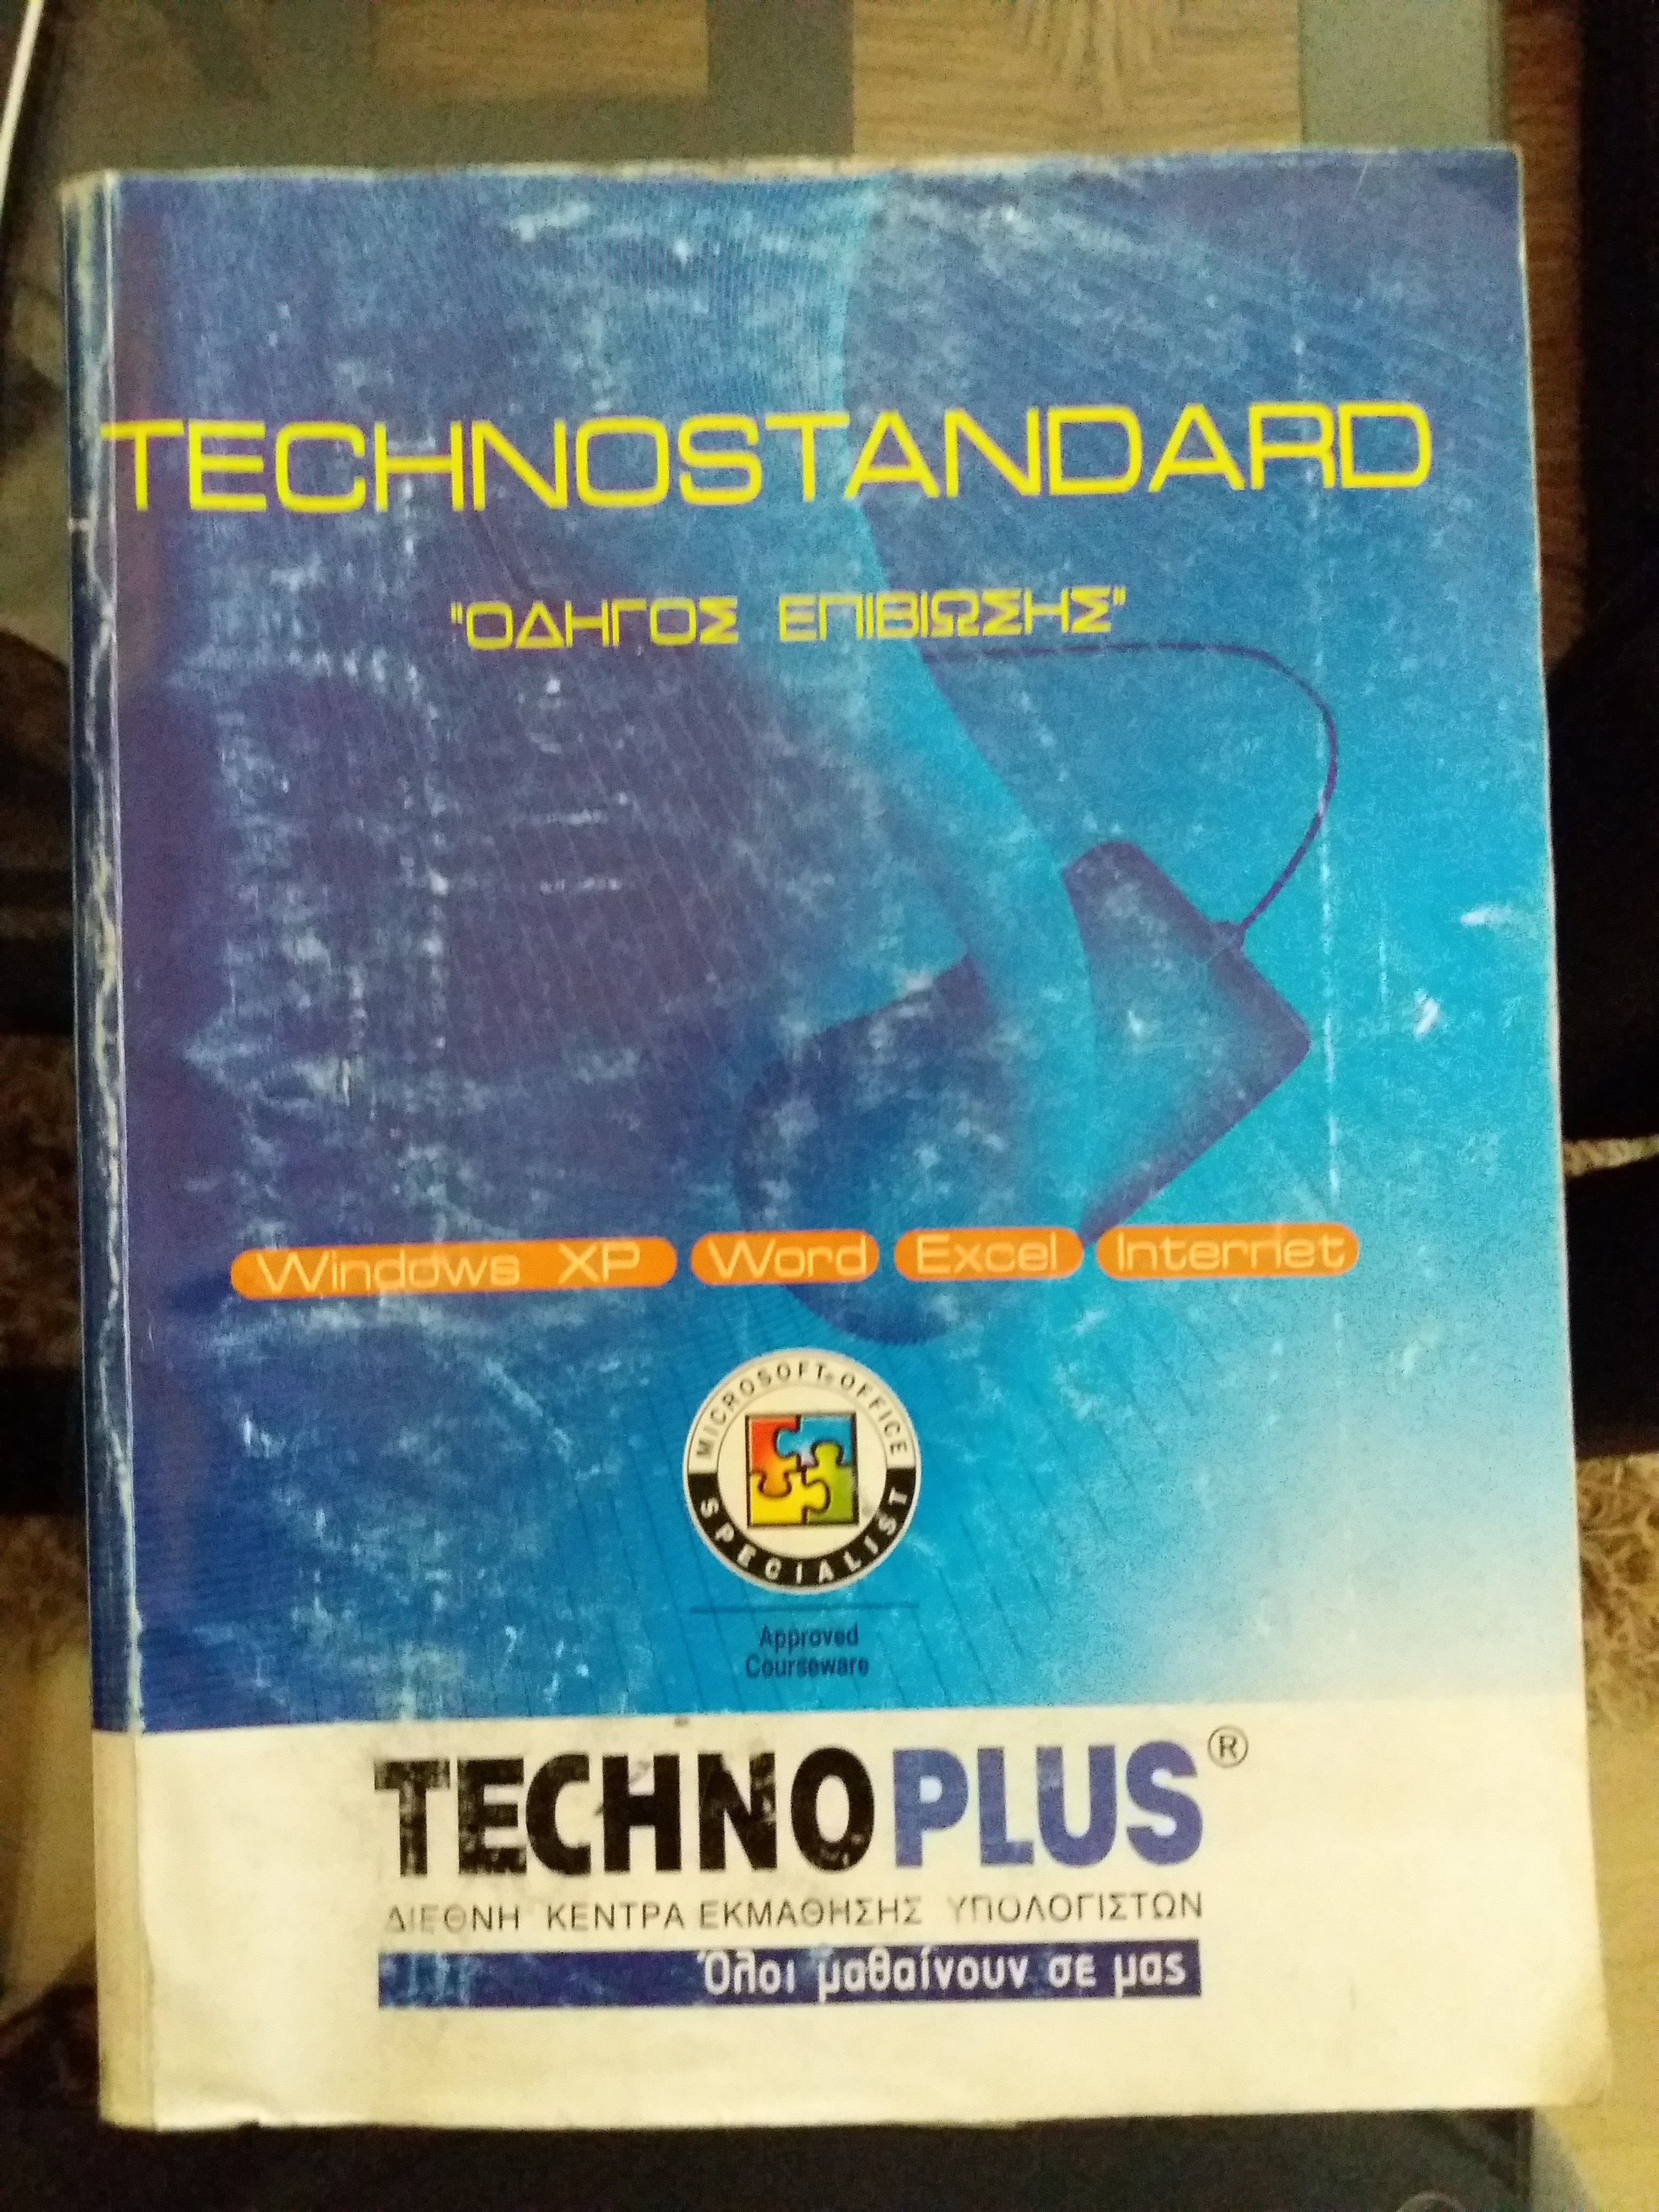 TECHNOSTANDARD
"ΟΔΗΓΟΣ ΕΠΙΒΙΩΣΗΣ"
Windows XP Word Excel Internet
MICROSOFT® OFFICE
SPECIALIST
Approved
Courseware
TECHNOPLUS®
ΔΙΕΘΝΗ ΚΕΝΤΡΑ ΕΚΜΑΘΗΣΗΣ ΥΠΟΛΟΓΙΣΤΩΝ
Όλοι μαθαίνουν σε μας